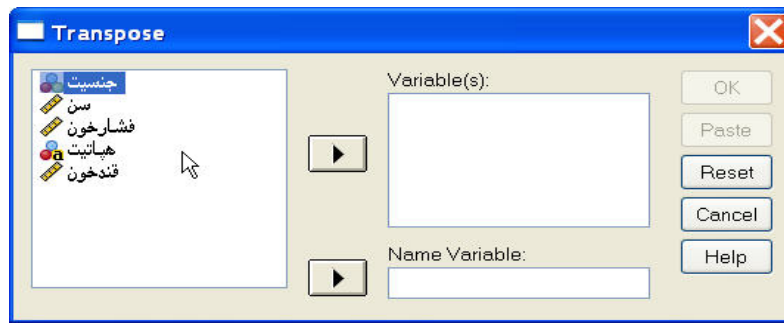 Transpose
جنسیت
سن
فشارخون
هپاتیت
قندخون
Variable(s):
Name Variable:
OK
Paste
Reset
Cancel
Help